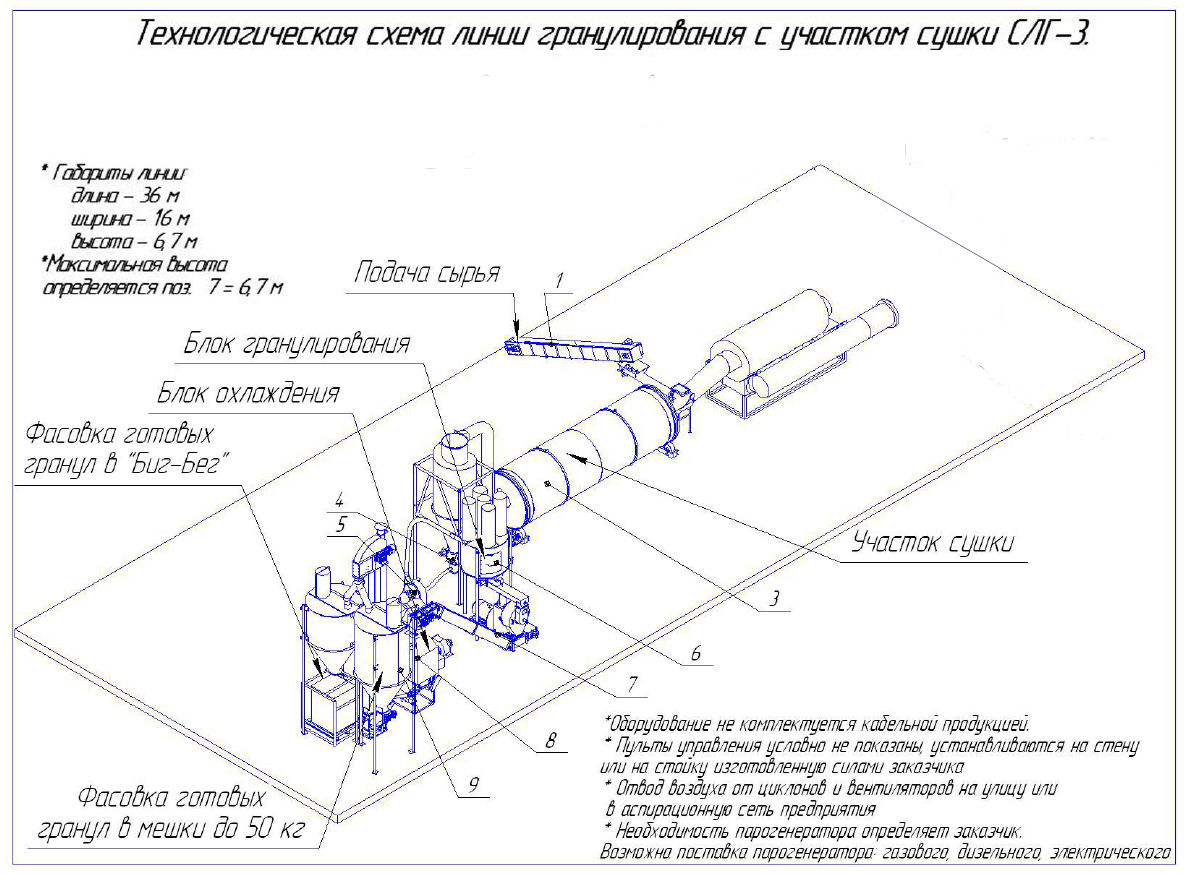 Технологическая схема линии гранулирования с участком сушки СЛГ-3.
* Габариты линии:
длина - 36 м
ширина - 16 м
высота - 6,7 м
*Максимальная высота
определяется поз. 7 = 6,7 м
Подача сырья
1
Блок гранулирования
Блок охлаждения
Фасовка готовых
гранул в "Биг-Бег"
4
5
Участок сушки
3
6
7
8
9
Фасовка готовых
гранул в мешки до 50 кг
*Оборудование не комплектуется кабельной продукцией.
* Пульты управления условно не показаны, устанавливаются на стену
или на стойку изготовленную силами заказчика
* Отвод воздуха от циклонов и вентиляторов на улицу или
в аспирационную сеть предприятия
* Необходимость парогенератора определяет заказчик.
Возможна поставка парогенератора: газового, дизельного, электрического